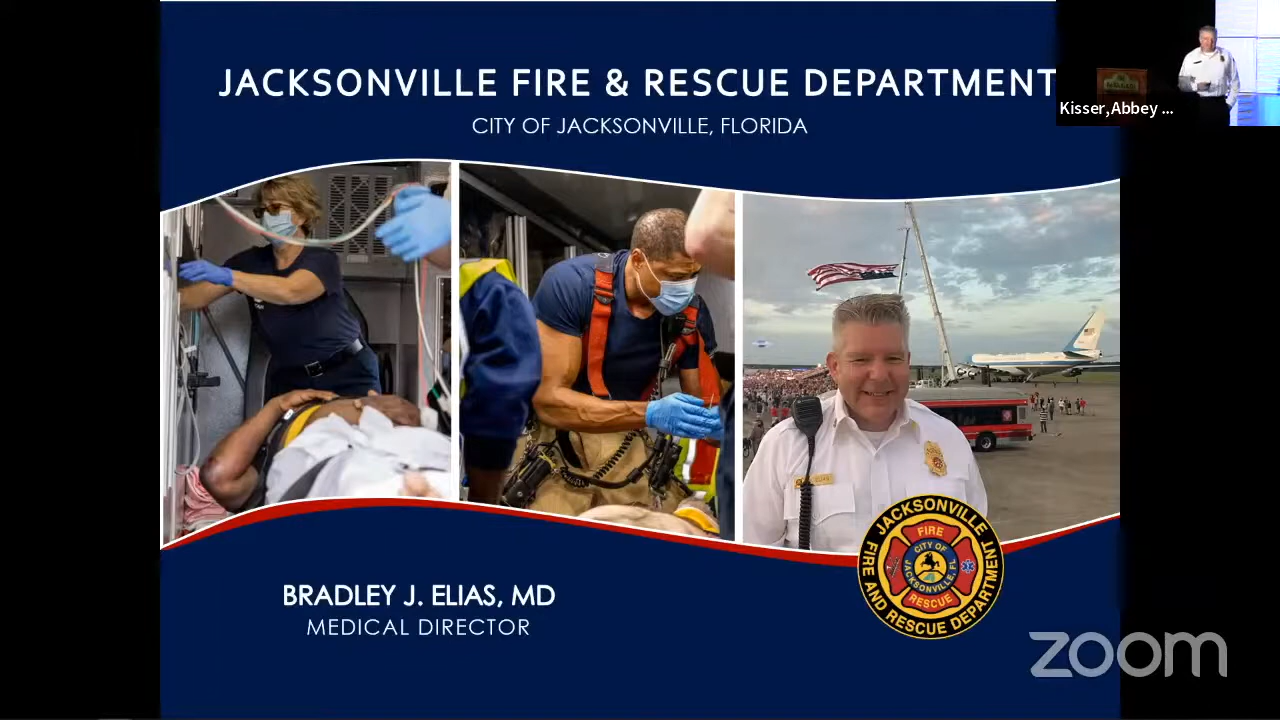 JACKSONVILLE FIRE & RESCUE DEPARTMENT
CITY OF JACKSONVILLE, FLORIDA
Kisser,Abbey ...
BRADLEY J. ELIAS, MD
MEDICAL DIRECTOR
JACKSONVILLE
FIRE AND RESCUE DEPARTMENT
FIRE
CITY OF
JACKSONVILLE, FL
RESCUE
zoom